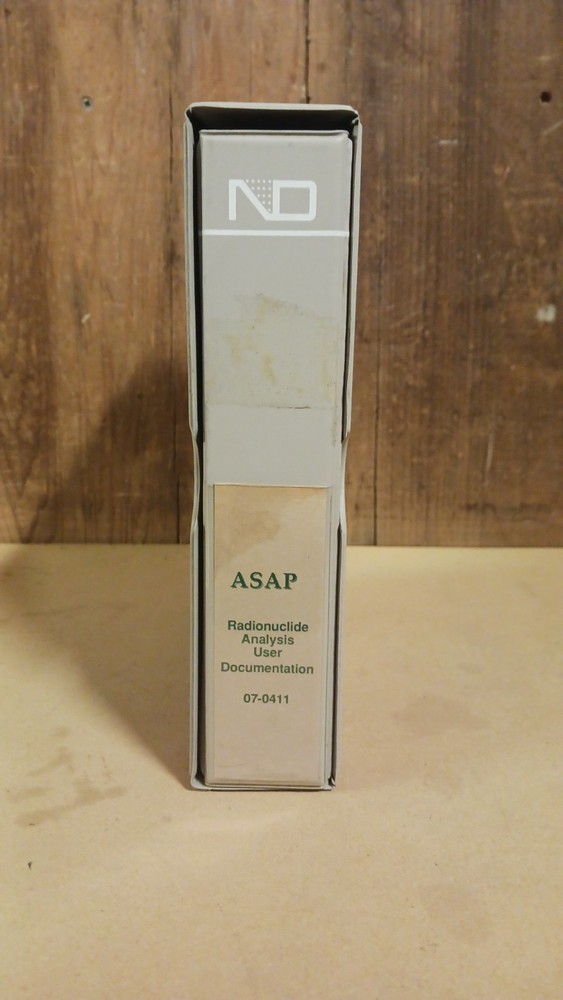 ND
ASAP
Radionuclide
Analysis
User
Documentation
07-0411